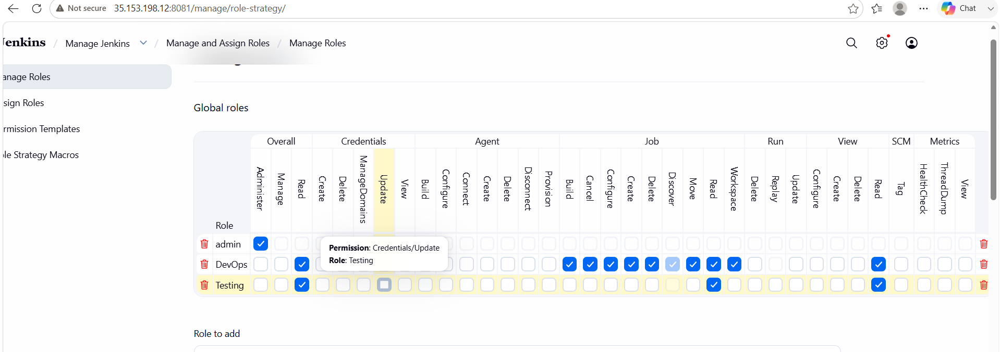 Not secure 35.153.198.12:8081/manage/role-strategy/ Chat
Jenkins / Manage Jenkins / Manage and Assign Roles / Manage Roles
anage Roles
sign Roles
rmission Templates
le Strategy Macros
Global roles
Overall Credentials Agent Job Run View SCM Metrics
Role Administer Manage Read Create Delete ManageDomains Update View Build Configure Connect Create Delete Disconnect Provision Build Cancel Configure Create Delete Discover Move Read Workspace Delete Replay Update Configure Create Delete Read Tag HealthCheck ThreadDump View
admin
Permission: Credentials/Update
Role: Testing
DevOps
Testing
Role to add